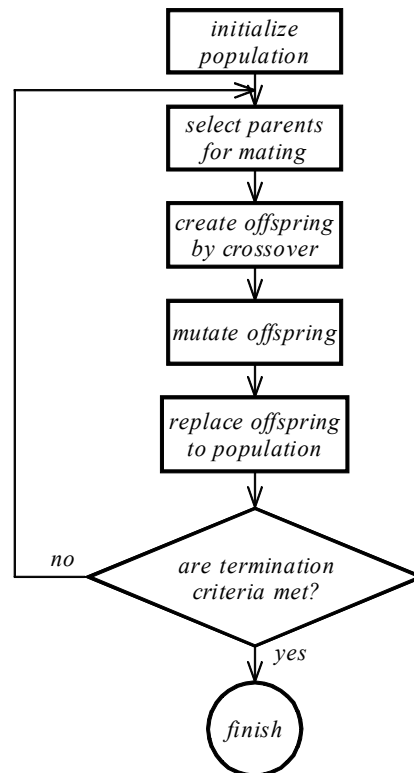 initialize
population
select parents
for mating
create offspring
by crossover
mutate offspring
replace offspring
to population
are termination
criteria met?
no
yes
finish